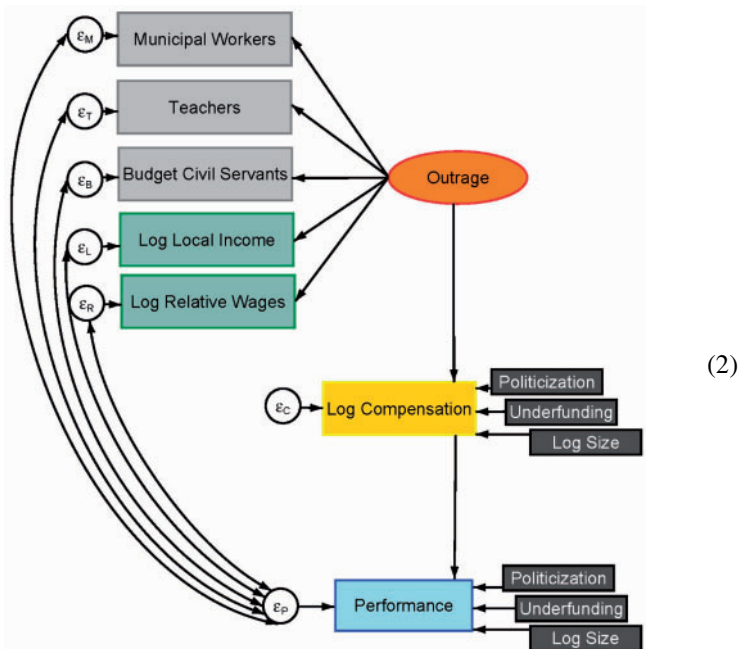 εM
Municipal Workers
εT
Teachers
εB
Budget Civil Servants
Outrage
εL
Log Local Income
εR
Log Relative Wages
(2)
Politicization
εC
Log Compensation
Underfunding
Log Size
Politicization
εP
Performance
Underfunding
Log Size